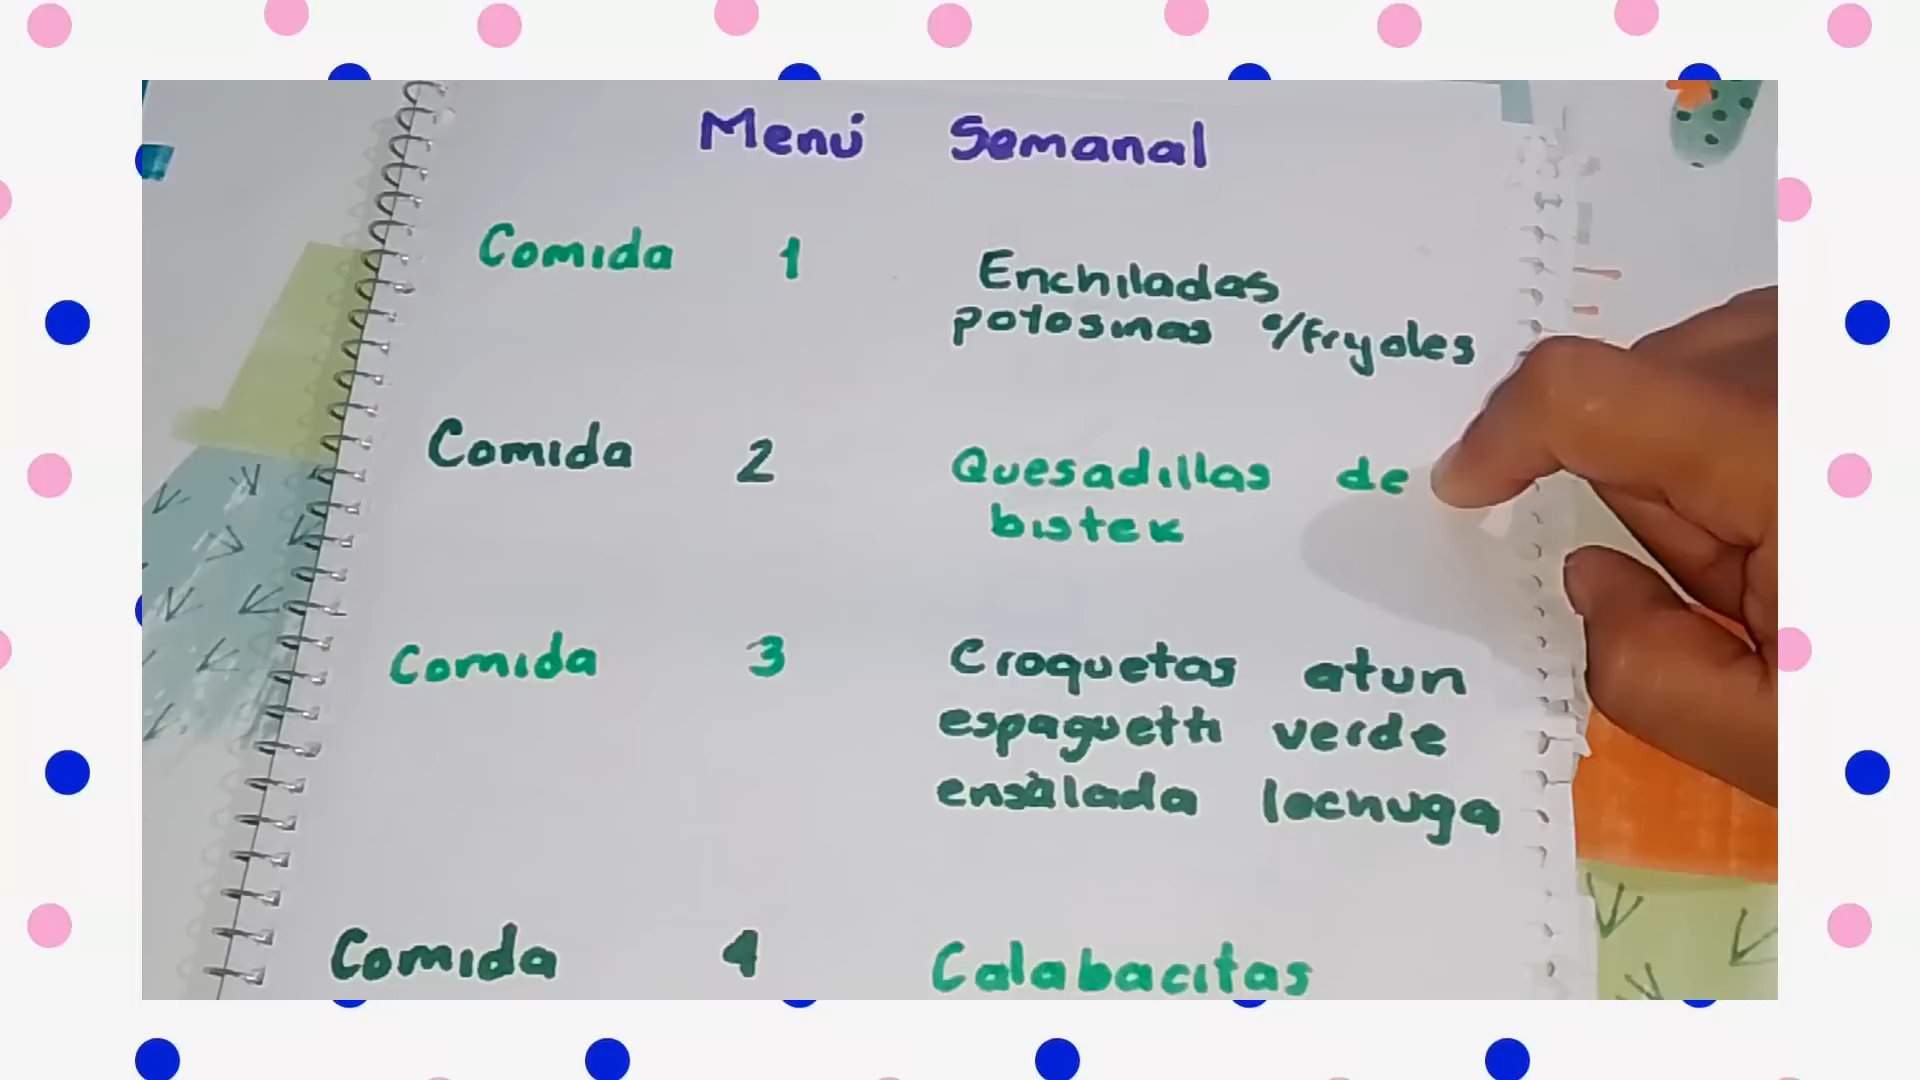 Menú Semanal
Comida 1 Enchiladas
potosinas c/Fryoles
Comida 2 Quesadillas de
bistek
Comida 3 Croquetas atun
espaguetti verde
ensalada lechuga
Comida 4 Calabacitas